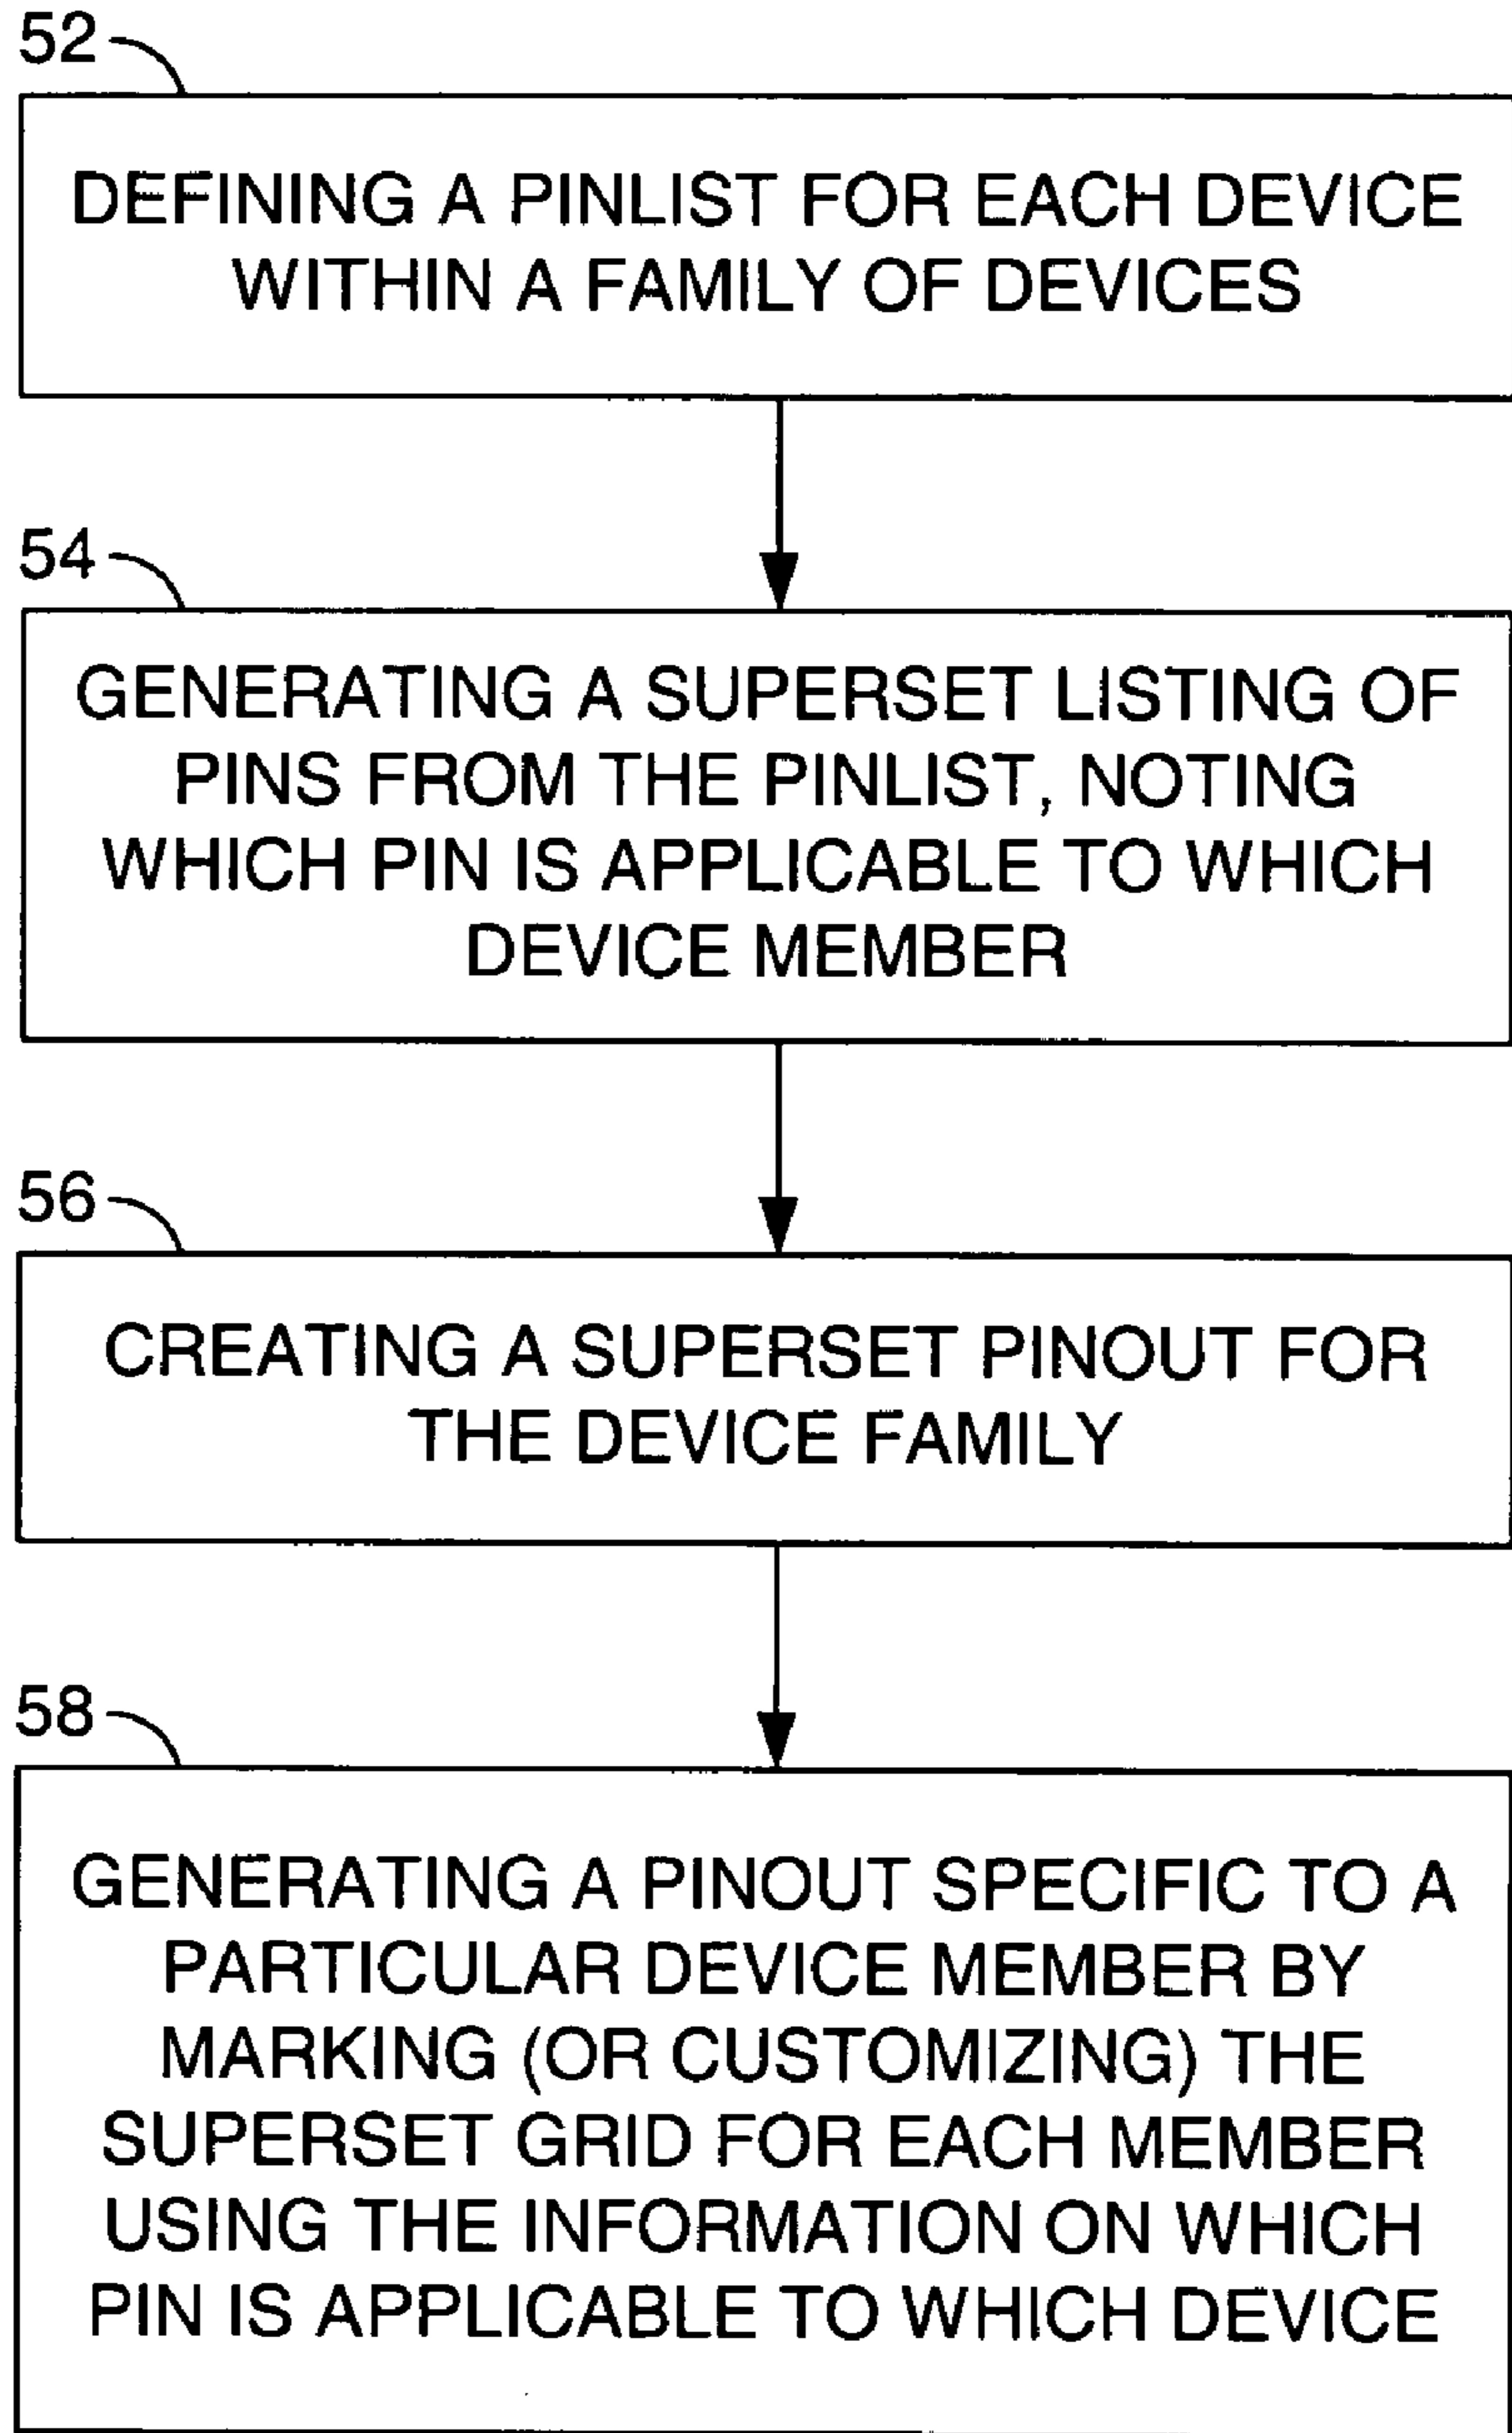 52
DEFINING A PINLIST FOR EACH DEVICE
WITHIN A FAMILY OF DEVICES
54
GENERATING A SUPERSET LISTING OF
PINS FROM THE PINLIST, NOTING
WHICH PIN IS APPLICABLE TO WHICH
DEVICE MEMBER
56
CREATING A SUPERSET PINOUT FOR
THE DEVICE FAMILY
58
GENERATING A PINOUT SPECIFIC TO A
PARTICULAR DEVICE MEMBER BY
MARKING (OR CUSTOMIZING) THE
SUPERSET GRID FOR EACH MEMBER
USING THE INFORMATION ON WHICH
PIN IS APPLICABLE TO WHICH DEVICE